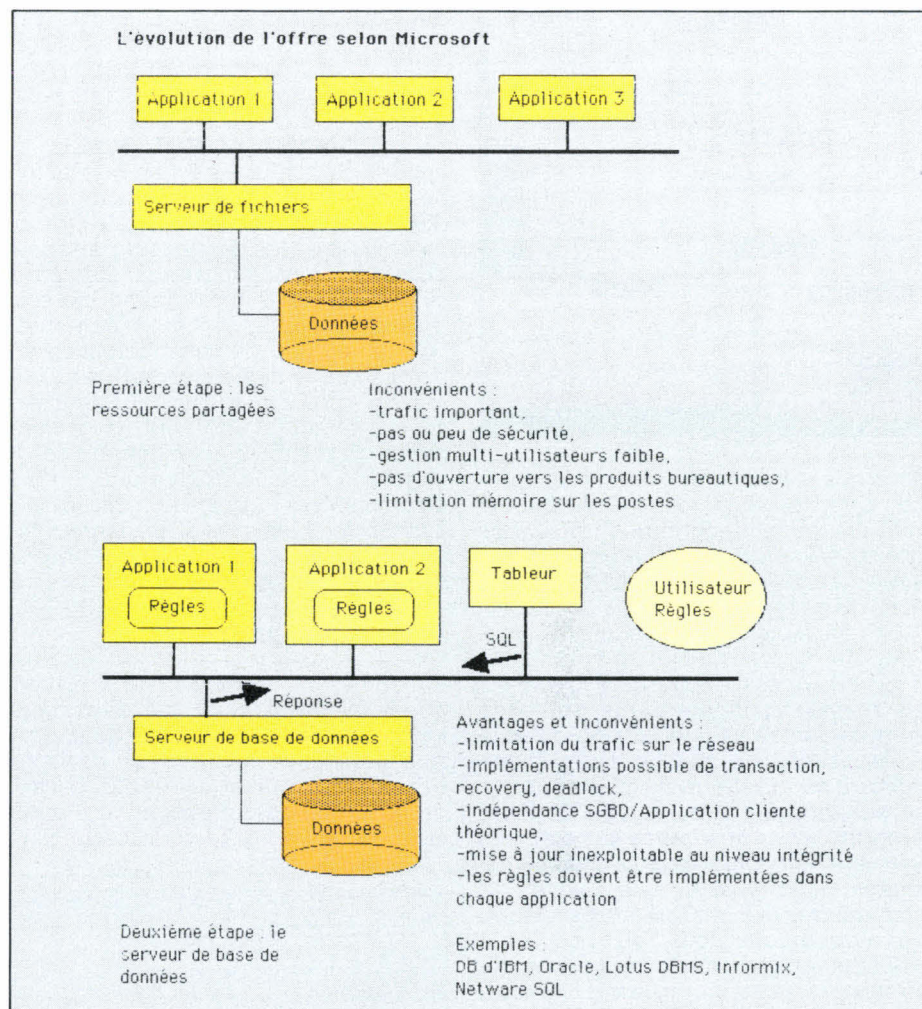 L'évolution de l'offre selon Microsoft
Application 1
Application 2
Application 3
Serveur de fichiers
Données
Première étape : les
ressources partagées
Inconvénients :
-trafic important,
-pas ou peu de sécurité,
-gestion multi-utilisateurs faible,
-pas d'ouverture vers les produits bureautiques,
-limitation mémoire sur les postes
Application 1
Règles
Application 2
Règles
Tableur
Utilisateur
Règles
SQL
Réponse
Serveur de base de données
Données
Avantages et inconvénients :
-limitation du trafic sur le réseau
-implémentations possible de transaction,
recovery, deadlock,
-indépendance SGBD/Application cliente
théorique,
-mise à jour inexploitable au niveau intégrité
-les règles doivent être implémentées dans
chaque application
Deuxième étape : le
serveur de base de
données
Exemples :
DB d'IBM, Oracle, Lotus DBMS, Informix,
Netware SQL